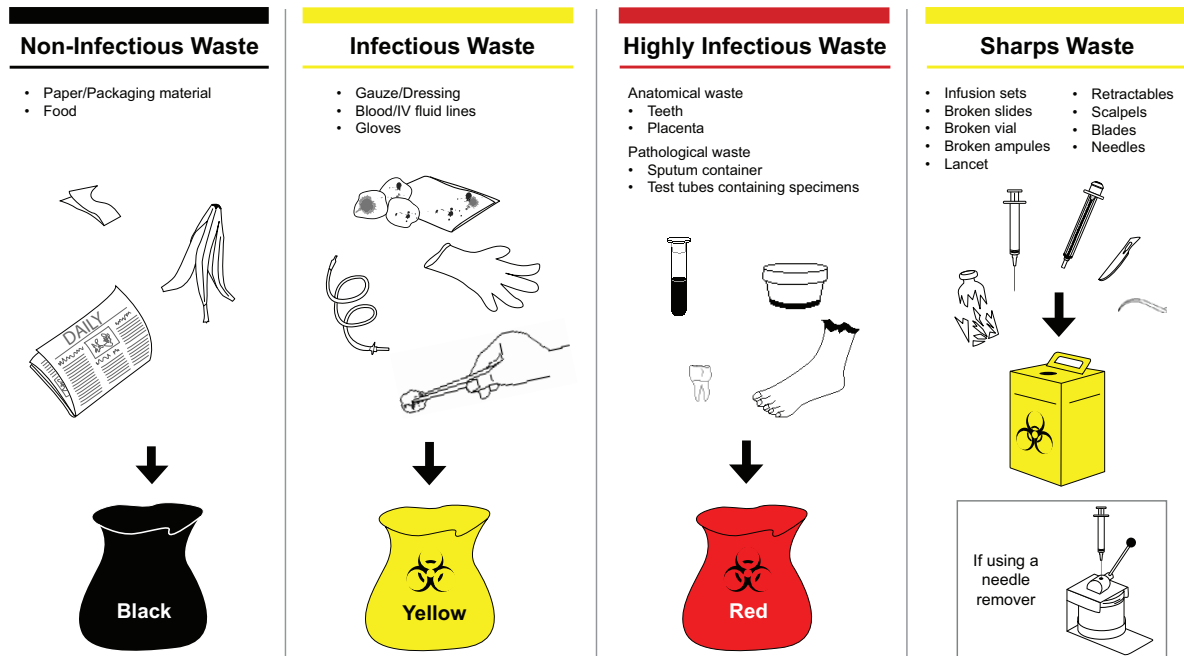 Non-Infectious Waste
• Paper/Packaging material
• Food
DAILY
Black
Infectious Waste
• Gauze/Dressing
• Blood/IV fluid lines
• Gloves
Yellow
Highly Infectious Waste
Anatomical waste
• Teeth
• Placenta
Pathological waste
• Sputum container
• Test tubes containing specimens
Red
Sharps Waste
• Infusion sets
• Broken slides
• Broken vial
• Broken ampules
• Lancet
• Retractables
• Scalpels
• Blades
• Needles
If using a
needle
remover